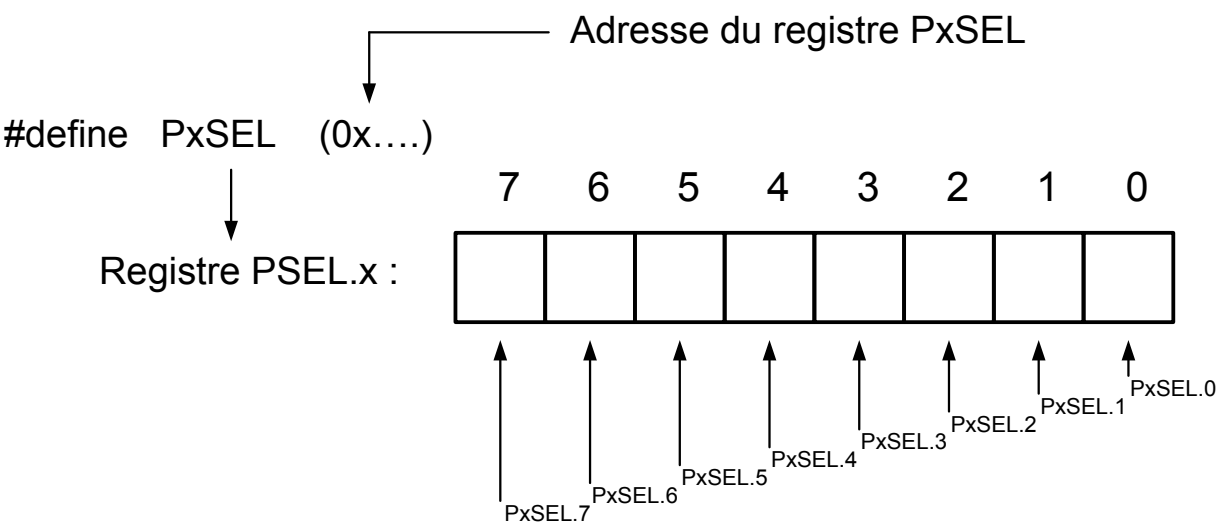 Adresse du registre PxSEL
#define PxSEL (0x....)
7 6 5 4 3 2 1 0
Registre PSEL.x :
PxSEL.0
PxSEL.1
PxSEL.2
PxSEL.3
PxSEL.4
PxSEL.5
PxSEL.6
PxSEL.7